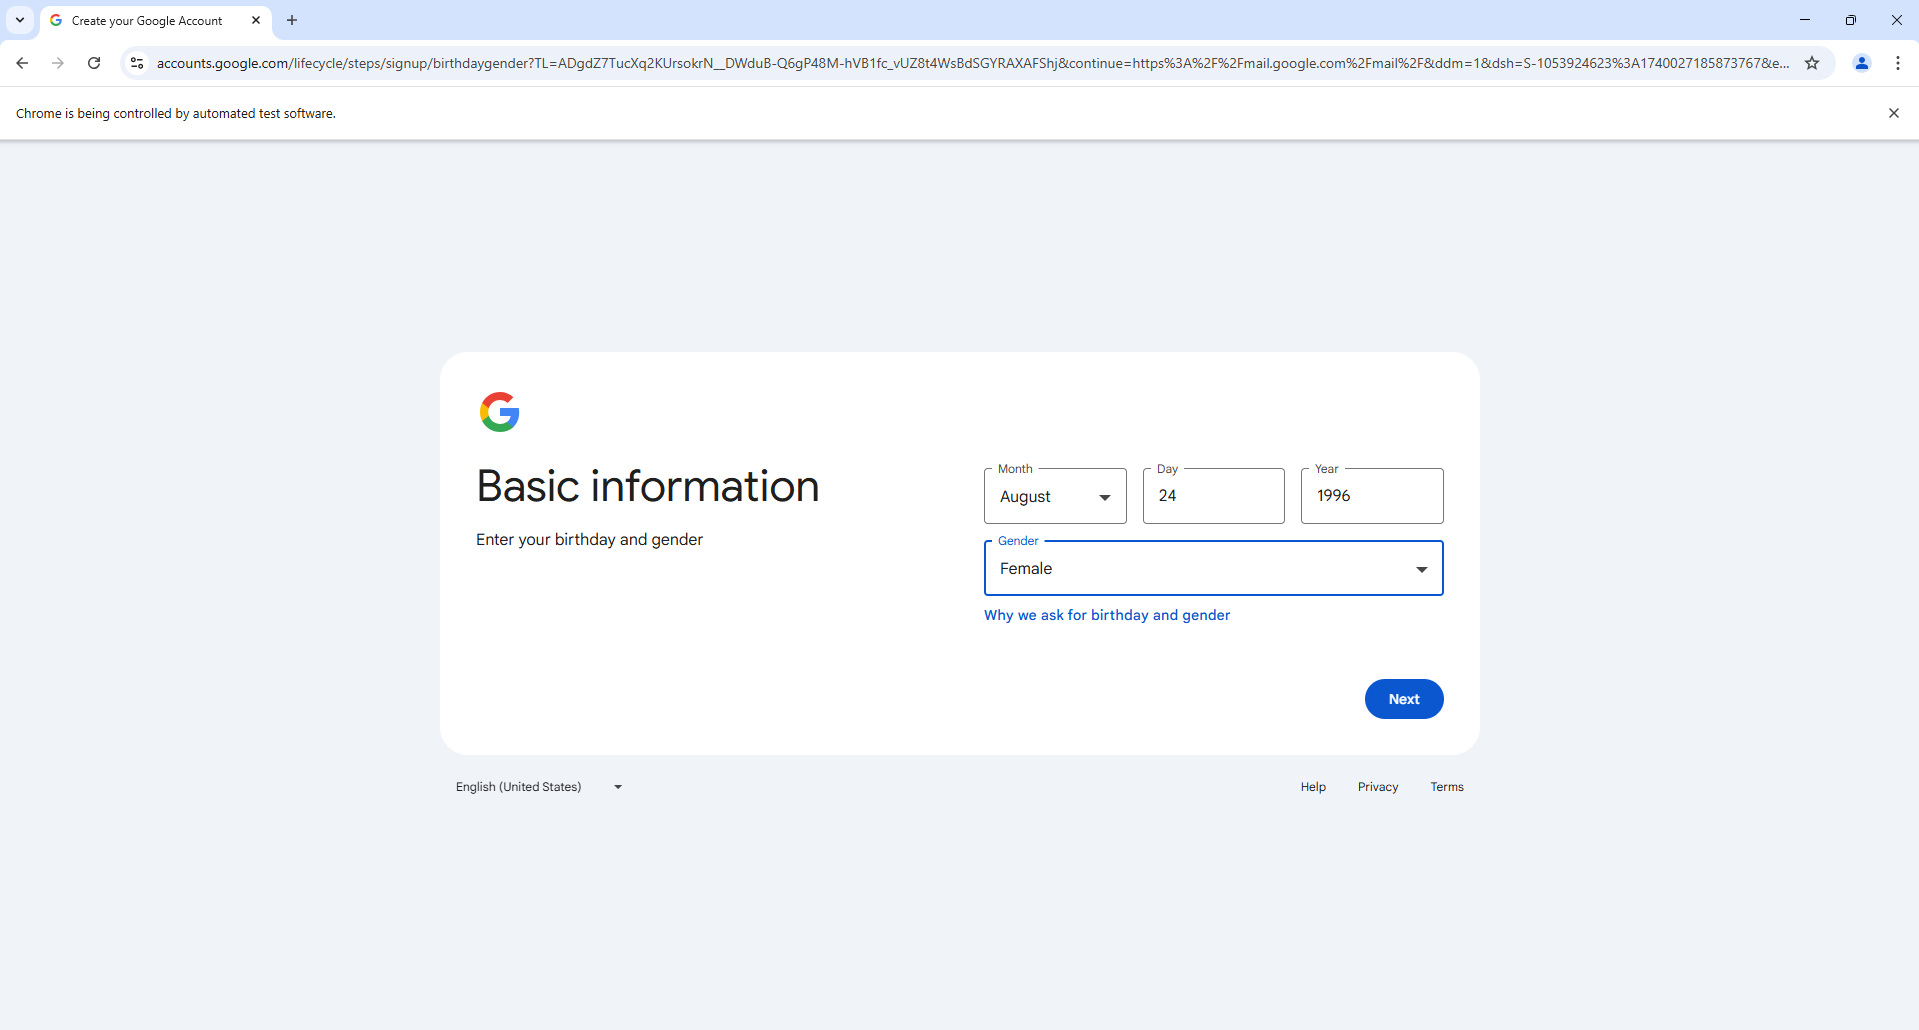 Create your Google Account
accounts.google.com/lifecycle/steps/signup/birthdaygender?TL=ADgdZ7TucXq2KUrsokrN__DWduB-Q6gP48M-hVB1fc_vUZ8t4WsBdSGYRAXAFShj&continue=https%3A%2F%2Fmail.google.com%2Fmail%2F&ddm=1&dsh=S-1053924623%3A1740027185873767&e...
Chrome is being controlled by automated test software.
Basic information
Enter your birthday and gender
Month
Day
Year
August
24
1996
Gender
Female
Why we ask for birthday and gender
Next
English (United States)
Help
Privacy
Terms